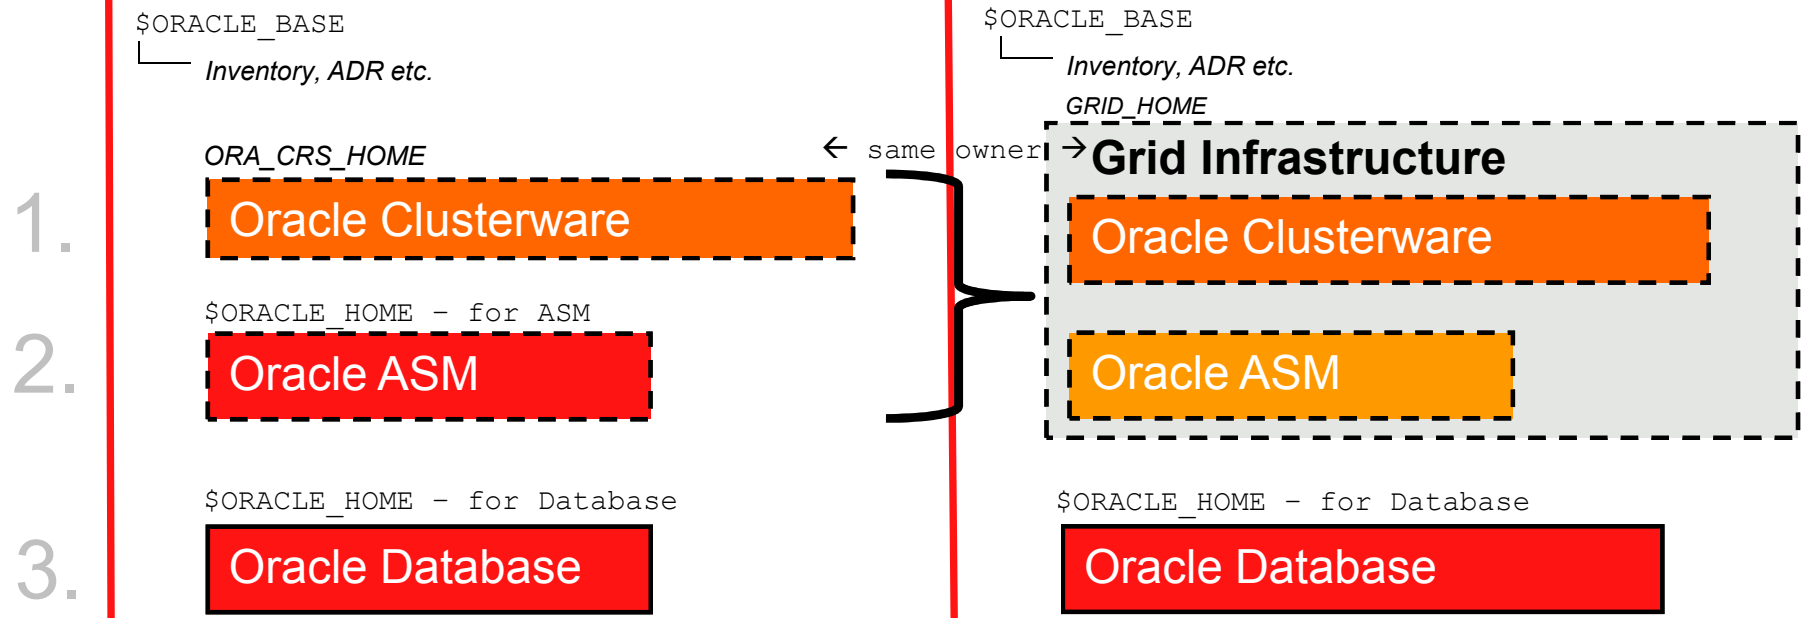 $ORACLE_BASE
Inventory, ADR etc.
ORA_CRS_HOME
1.
Oracle Clusterware
$ORACLE_HOME – for ASM
2.
Oracle ASM
$ORACLE_HOME – for Database
3.
Oracle Database
← same owner →
$ORACLE_BASE
Inventory, ADR etc.
GRID_HOME
Grid Infrastructure
Oracle Clusterware
Oracle ASM
$ORACLE_HOME – for Database
Oracle Database